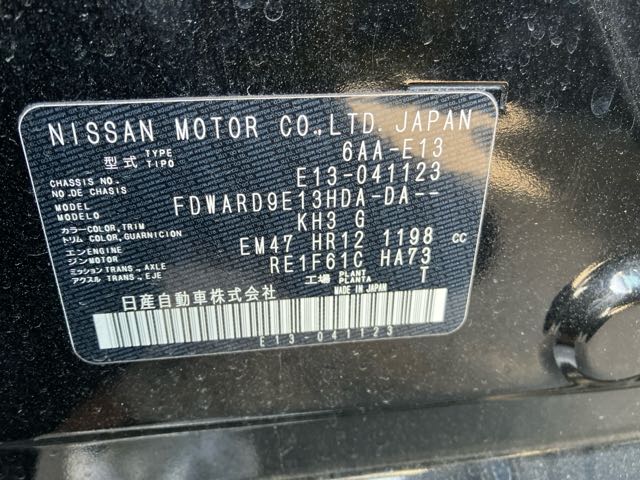 NISSAN MOTOR CO.,LTD. JAPAN
型式 TYPE TIPO 6AA-E13
CHASSIS NO. NO.DE CHASIS E13-041123
MODEL MODELO FDWARD9E13HDA-DA--
カラー COLOR, TRIM トリム COLOR, GUARNICION KH3 G
エンジン ENGINE MOTOR EM47 HR12 1198 CC
ミッション TRANS., AXLE アクスル TRANS., EJE RE1F61C HA73
工場 PLANT PLANTA T
日産自動車株式会社 MADE IN JAPAN
E13-041123